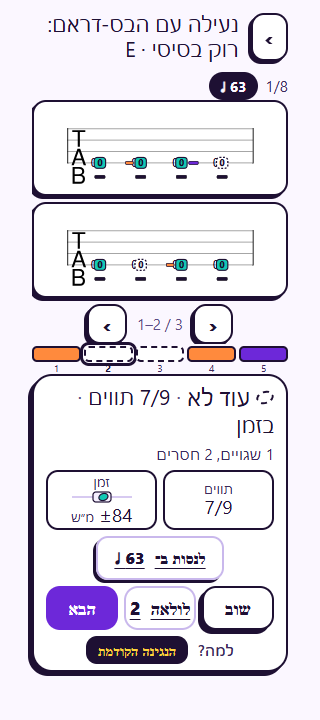 נעילה עם הבס-דראם:
רוק בסיסי · E
‹
♩ 63
1/8
T
A
B
0 0 0 0
T
A
B
0 0 0 0
‹ 1–2 / 3 ›
1 2 3 4 5
עוד לא · 7/9 תווים ·
בזמן
1 שגויים, 2 חסרים
תווים
7/9
זמן
±84 מ״ש
לנסות ב־ 63 ♩
שוב
לולאה 2
הבא
למה?
הנגינה הקודמת